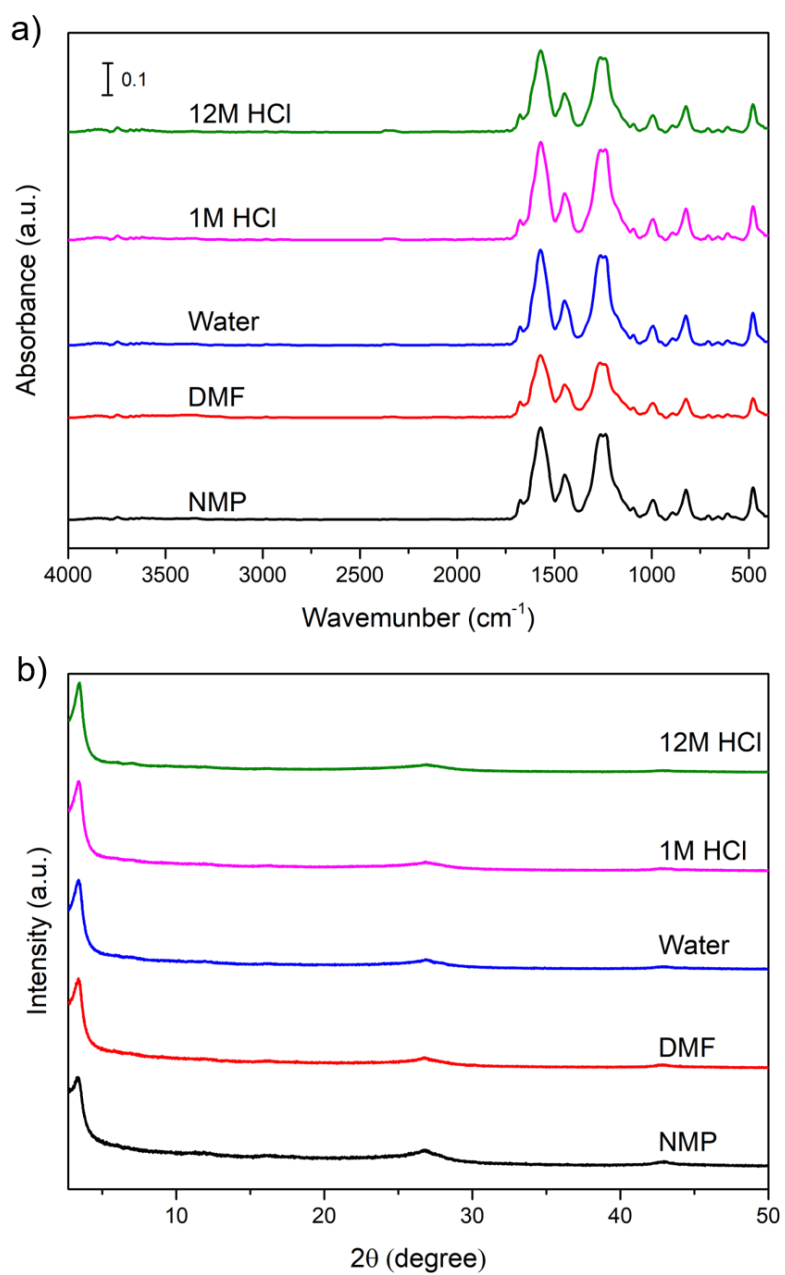 a)
0.1
12M HCl
1M HCl
Water
DMF
NMP
Absorbance (a.u.)
4000 3500 3000 2500 2000 1500 1000 500
Wavemunber (cm⁻¹)
b)
12M HCl
1M HCl
Water
DMF
NMP
Intensity (a.u.)
10 20 30 40 50
2θ (degree)